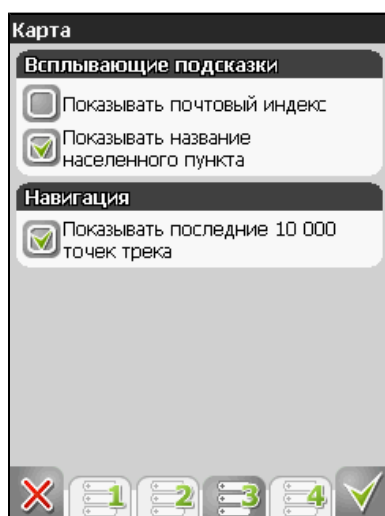 Карта
Всплывающие подсказки
Показывать почтовый индекс
Показывать название
населенного пункта
Навигация
Показывать последние 10 000
точек трека
1 2 3 4